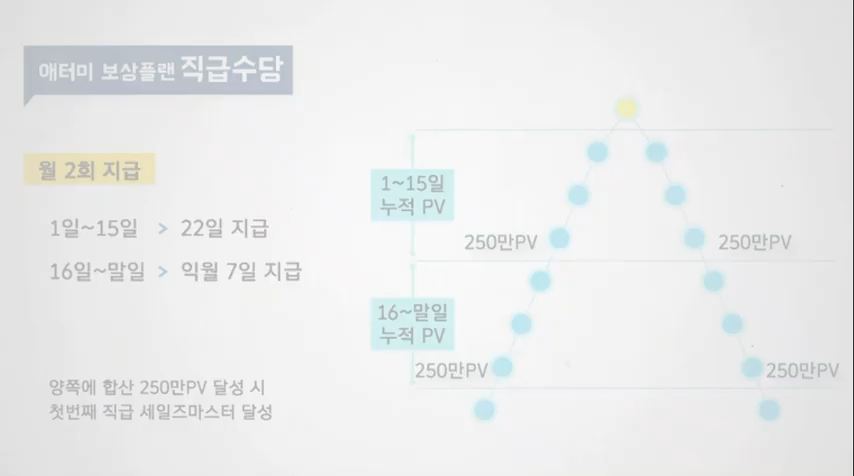 애터미 보상플랜 직급수당
월 2회 지급
1일~15일 > 22일 지급
16일~말일 > 익월 7일 지급
양쪽에 합산 250만PV 달성 시
첫번째 직급 세일즈마스터 달성
1~15일
누적 PV
250만PV
250만PV
16~말일
누적 PV
250만PV
250만PV